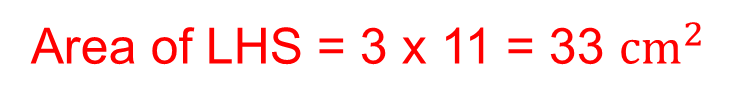 Area of LHS = 3 x 11 = 33 cm²